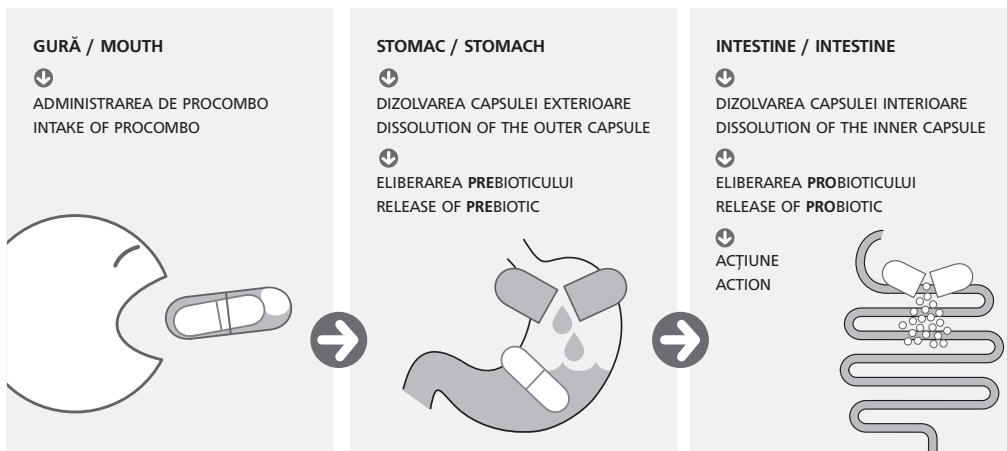 GURĂ / MOUTH
ADMINISTRAREA DE PROCOMBO
INTAKE OF PROCOMBO
STOMAC / STOMACH
DIZOLVAREA CAPSULEI EXTERIOARE
DISSOLUTION OF THE OUTER CAPSULE
ELIBERAREA PREBIOTICULUI
RELEASE OF PREBIOTIC
INTESTINE / INTESTINE
DIZOLVAREA CAPSULEI INTERIOARE
DISSOLUTION OF THE INNER CAPSULE
ELIBERAREA PROBIOTICULUI
RELEASE OF PROBIOTIC
ACȚIUNE
ACTION